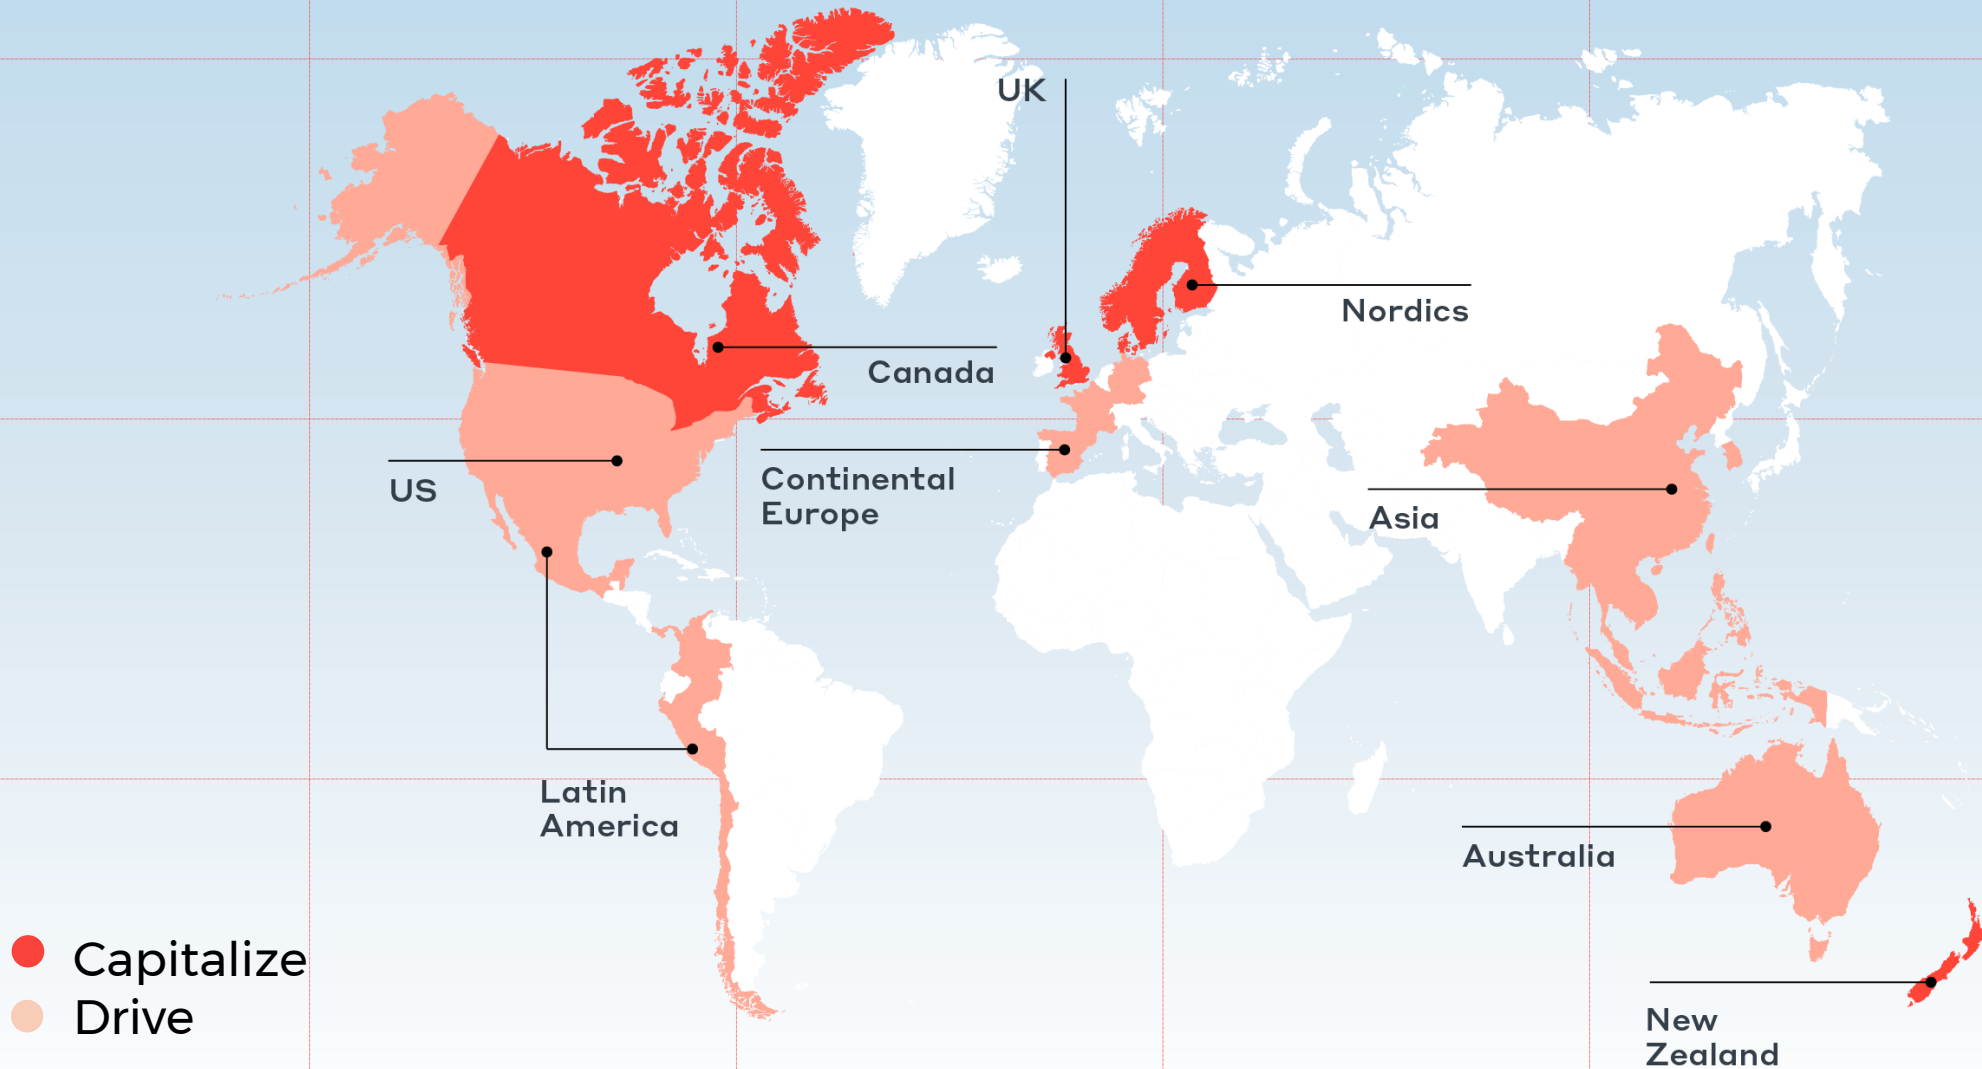 UK
Nordics
Canada
US
Continental
Europe
Asia
Latin
America
Australia
Capitalize
Drive
New
Zealand